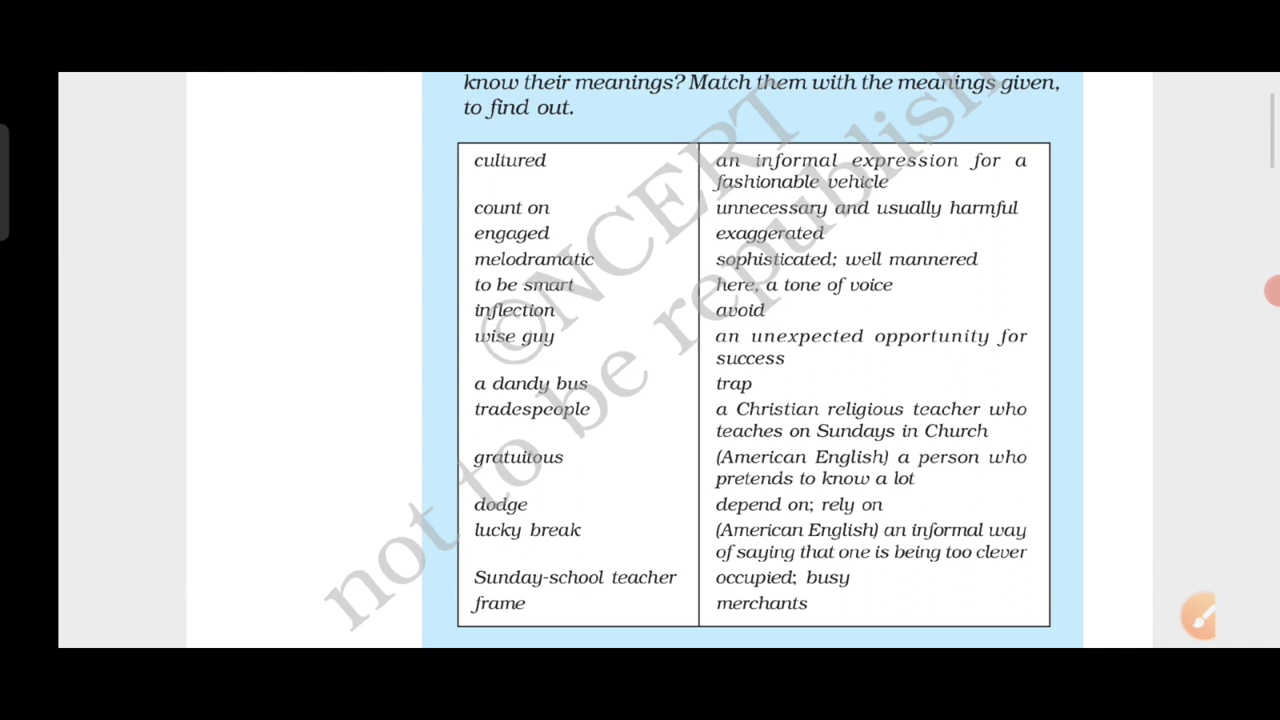 know their meanings? Match them with the meanings given,
to find out.
cultured
an informal expression for a
fashionable vehicle
count on
unnecessary and usually harmful
engaged
exaggerated
melodramatic
sophisticated; well mannered
to be smart
here, a tone of voice
inflection
avoid
wise guy
an unexpected opportunity for
success
a dandy bus
trap
tradespeople
a Christian religious teacher who
teaches on Sundays in Church
gratuitous
(American English) a person who
pretends to know a lot
dodge
depend on; rely on
lucky break
(American English) an informal way
of saying that one is being too clever
Sunday-school teacher
occupied; busy
frame
merchants
©NCERT
not to be republish